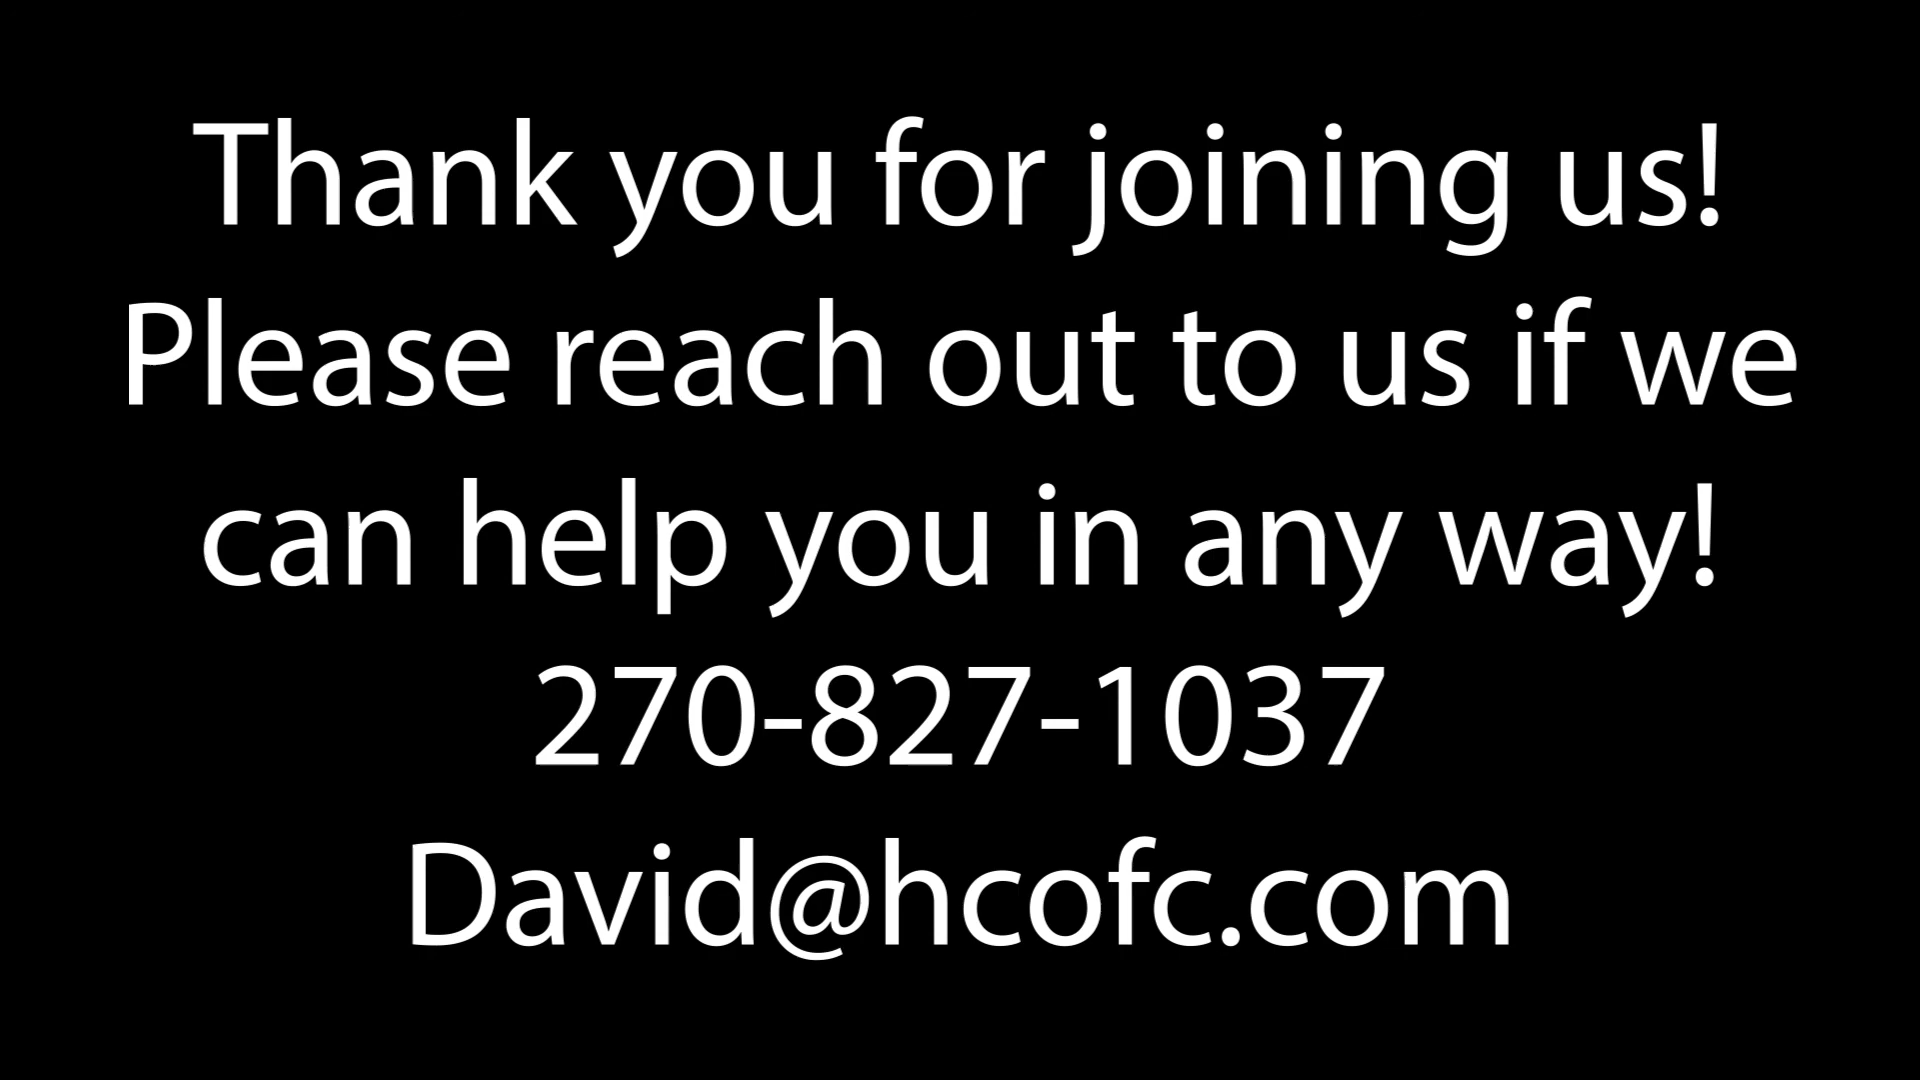 Thank you for joining us!
Please reach out to us if we
can help you in any way!
270-827-1037
David@hcofc.com